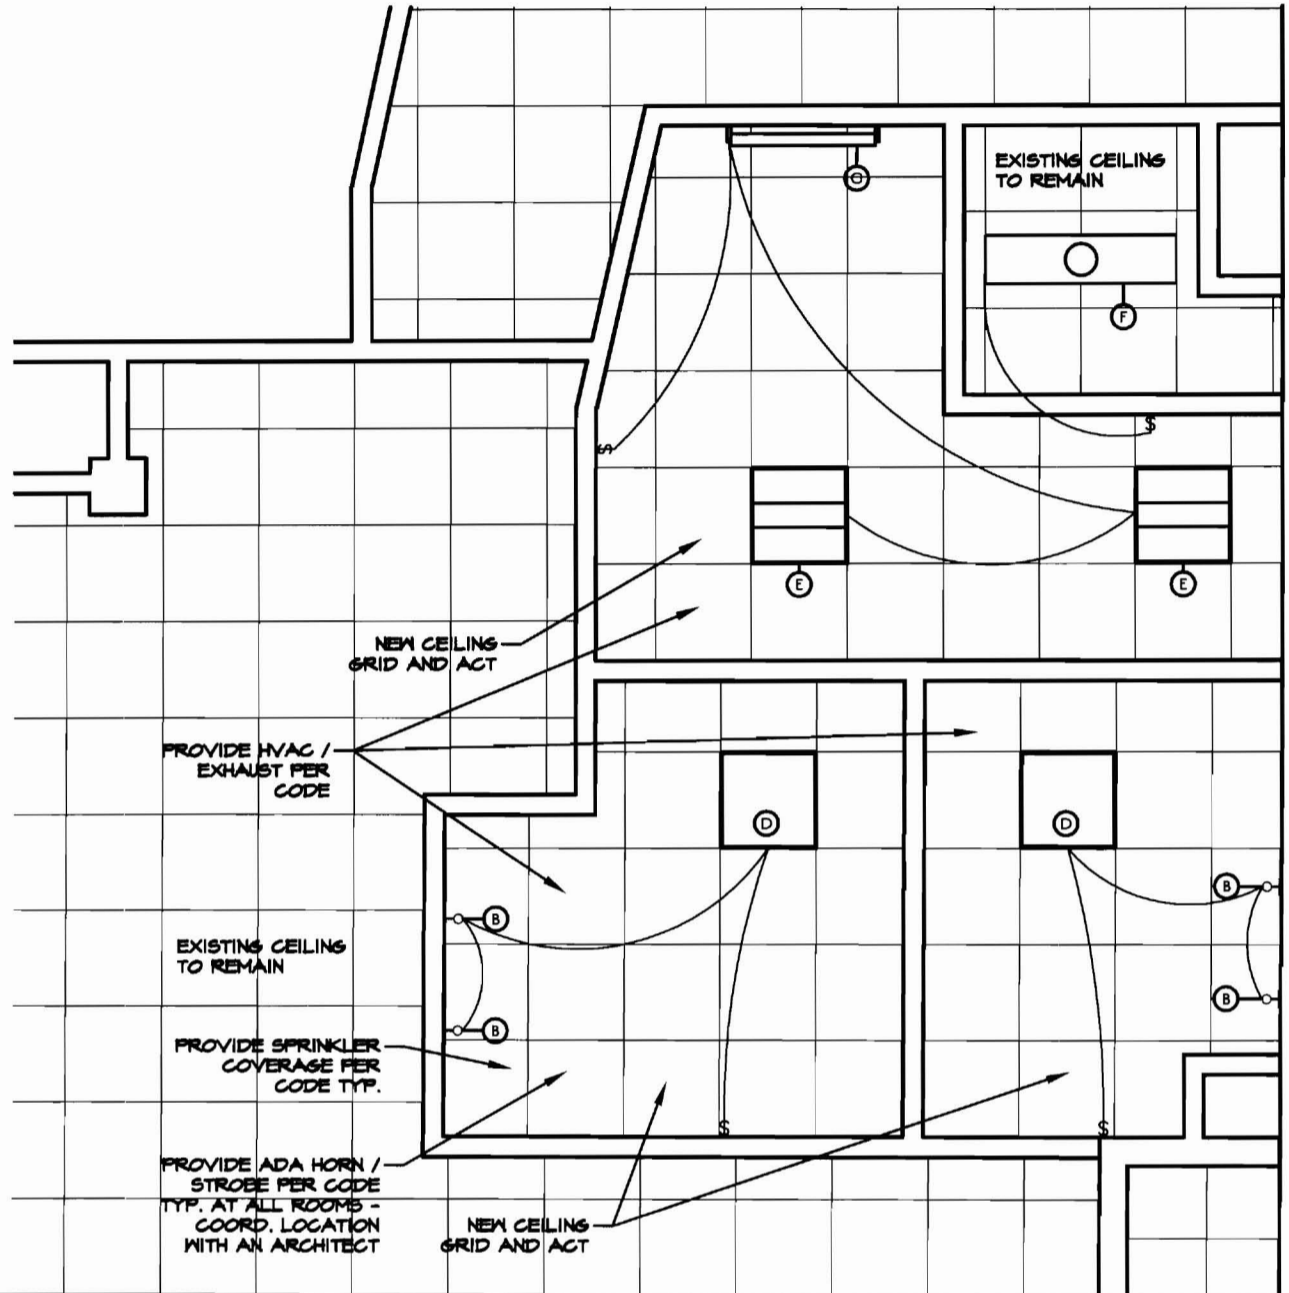 EXISTING CEILING
TO REMAIN
C
F
$
$
E
E
NEW CEILING
GRID AND ACT
PROVIDE HVAC /
EXHAUST PER
CODE
D
D
B
B
EXISTING CEILING
TO REMAIN
B
B
PROVIDE SPRINKLER
COVERAGE PER
CODE TYP.
$
$
PROVIDE ADA HORN /
STROBE PER CODE
TYP. AT ALL ROOMS -
COORD. LOCATION
WITH AN ARCHITECT
NEW CEILING
GRID AND ACT